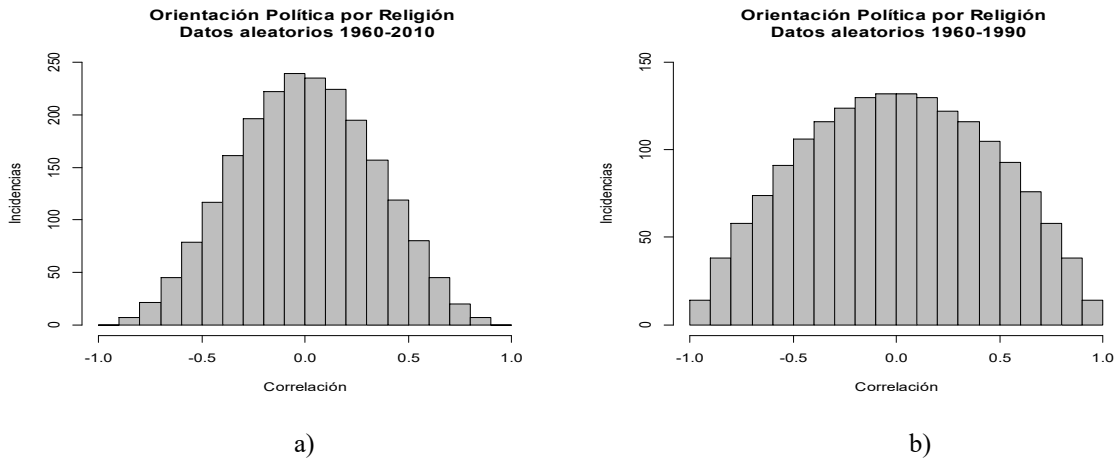 Orientación Política por Religión
Datos aleatorios 1960-2010
250
200
150
100
50
0
Incidencias
-1.0
-0.5
0.0
0.5
1.0
Correlación
a)
Orientación Política por Religión
Datos aleatorios 1960-1990
150
100
50
0
Incidencias
-1.0
-0.5
0.0
0.5
1.0
Correlación
b)